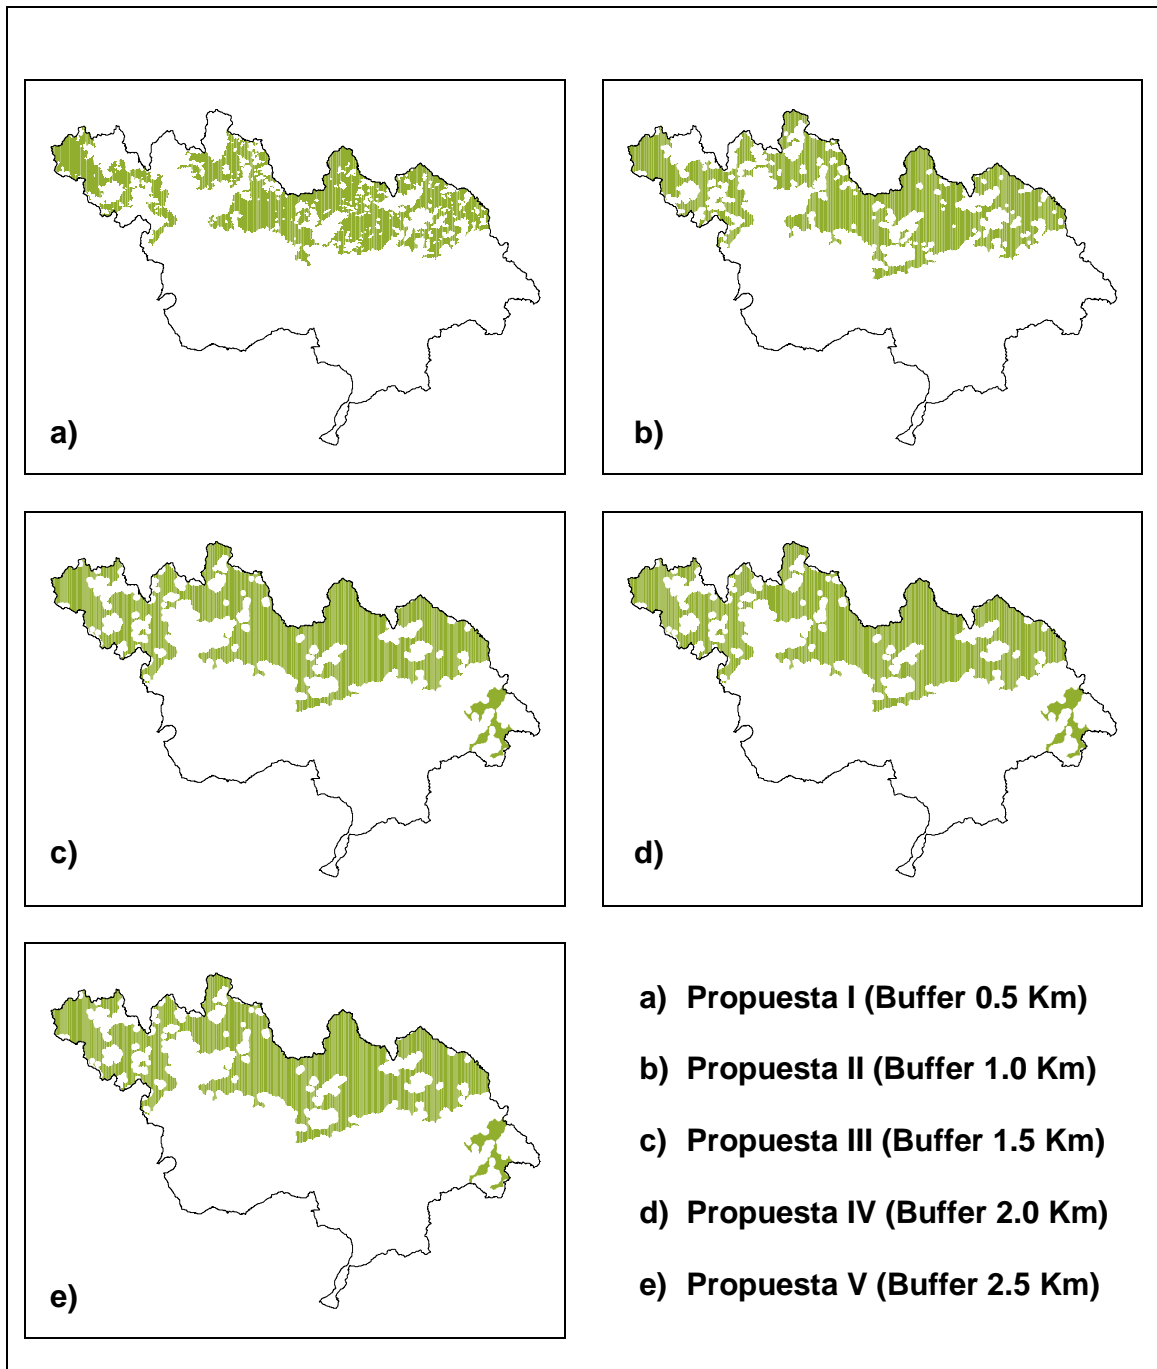 a)
b)
c)
d)
e)
a) Propuesta I (Buffer 0.5 Km)
b) Propuesta II (Buffer 1.0 Km)
c) Propuesta III (Buffer 1.5 Km)
d) Propuesta IV (Buffer 2.0 Km)
e) Propuesta V (Buffer 2.5 Km)